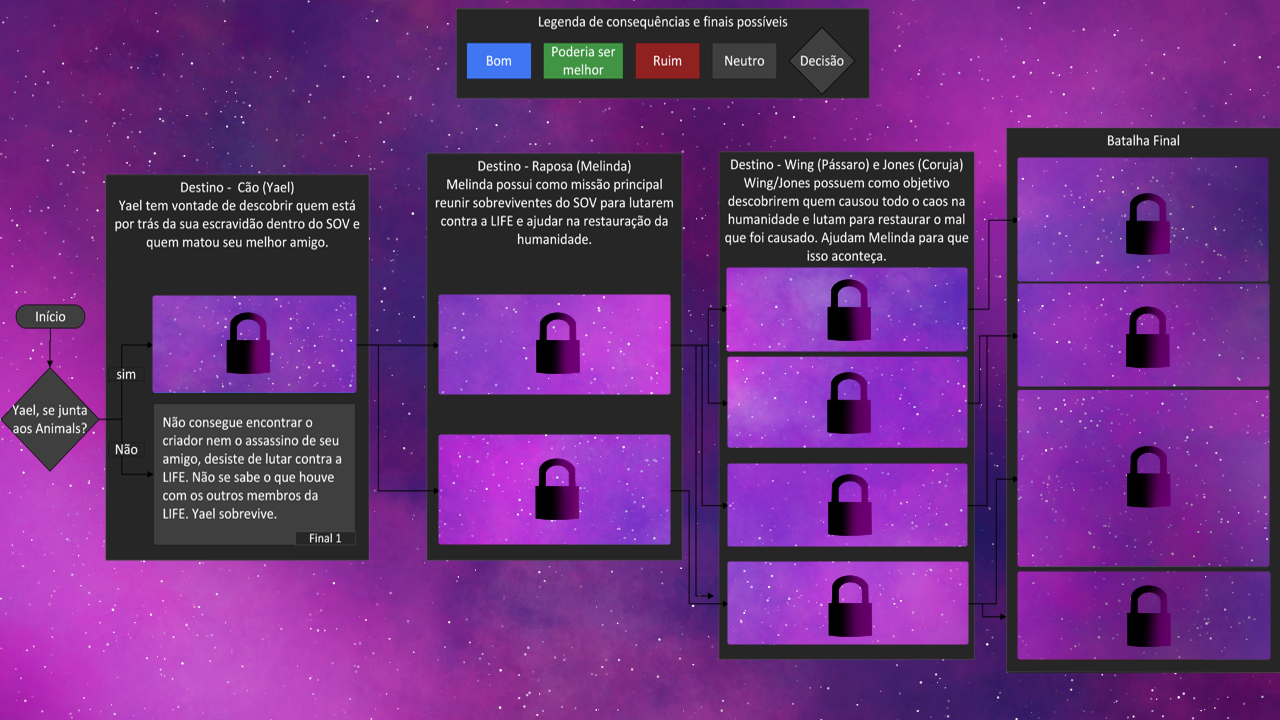 Legenda de consequências e finais possíveis
Bom
Poderia ser
melhor
Ruim
Neutro
Decisão
Início
Yael, se junta
aos Animals?
sim
Não
Destino -  Cão (Yael)
Yael tem vontade de descobrir quem está
por trás da sua escravidão dentro do SOV e
quem matou seu melhor amigo.
Não consegue encontrar o
criador nem o assassino de seu
amigo, desiste de lutar contra a
LIFE. Não se sabe o que houve
com os outros membros da
LIFE. Yael sobrevive.
Final 1
Destino - Raposa (Melinda)
Melinda possui como missão principal
reunir sobreviventes do SOV para lutarem
contra a LIFE e ajudar na restauração da
humanidade.
Destino - Wing (Pássaro) e Jones (Coruja)
Wing/Jones possuem como objetivo
descobrirem quem causou todo o caos na
humanidade e lutam para restaurar o mal
que foi causado. Ajudam Melinda para que
isso aconteça.
Batalha Final